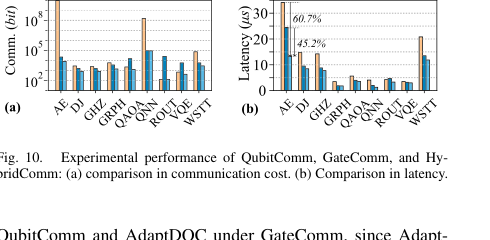 Comm. (bit)
10^8
10^5
10^2
(a)
AE DJ GHZ GRPH QAOA QNN ROUT VQE WSTT
Latency (μs)
30
20
10
0
60.7%
45.2%
(b)
AE DJ GHZ GRPH QAOA QNN ROUT VQE WSTT
Fig. 10. Experimental performance of QubitComm, GateComm, and Hy-
bridComm: (a) comparison in communication cost. (b) Comparison in latency.
QubitComm and AdaptDQC under GateComm, since Adapt-